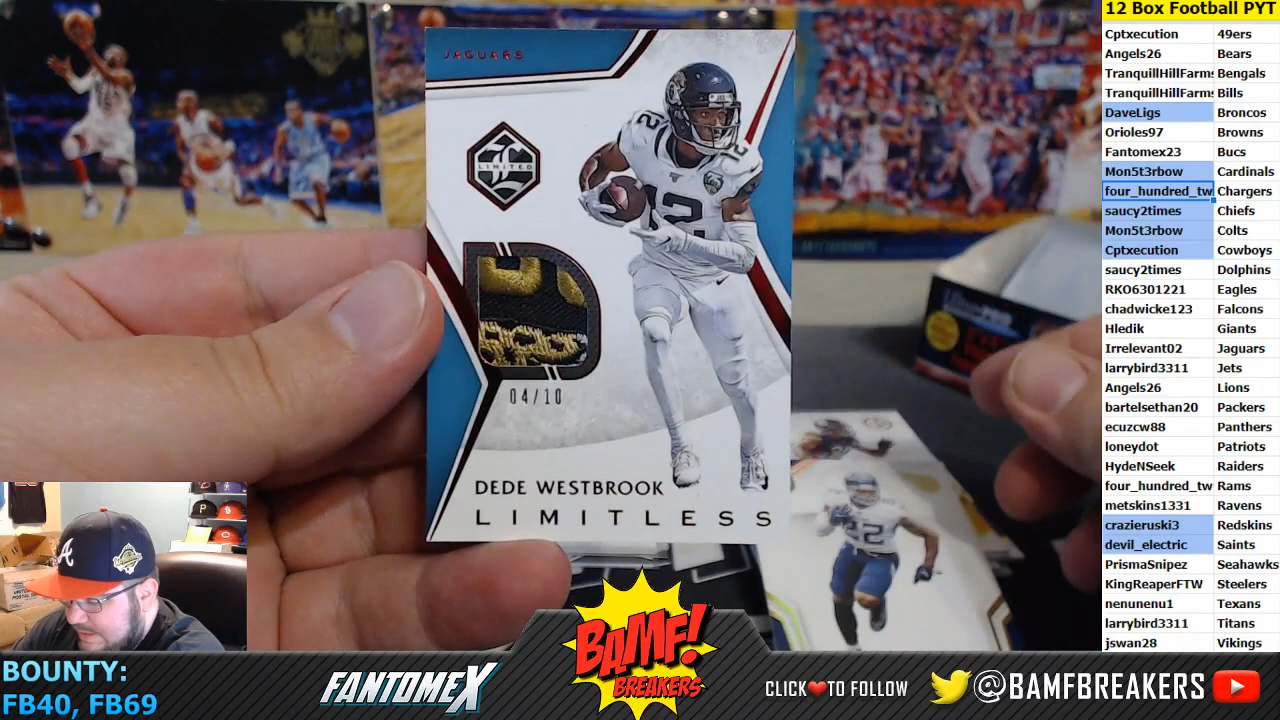 JAGUARS
LIMITED
12
12
04/10
DEDE WESTBROOK
LIMITLESS
22
12 Box Football PYT
Cptxecution 49ers
Angels26 Bears
TranquillHillFarms Bengals
TranquillHillFarms Bills
DaveLigs Broncos
Orioles97 Browns
Fantomex23 Bucs
Mon5t3rbow Cardinals
four_hundred_tw Chargers
saucy2times Chiefs
Mon5t3rbow Colts
Cptxecution Cowboys
saucy2times Dolphins
RKO6301221 Eagles
chadwicke123 Falcons
Hledik Giants
Irrelevant02 Jaguars
larrybird3311 Jets
Angels26 Lions
bartelsethan20 Packers
ecuzcw88 Panthers
loneydot Patriots
HydeNSeek Raiders
four_hundred_tw Rams
metskins1331 Ravens
crazieruski3 Redskins
devil_electric Saints
PrismaSnipez Seahawks
KingReaperFTW Steelers
nenunenu1 Texans
larrybird3311 Titans
jswan28 Vikings
BOUNTY:
FB40, FB69
FANTOMEX
BAMF!
BREAKERS
CLICK TO FOLLOW
@BAMFBREAKERS